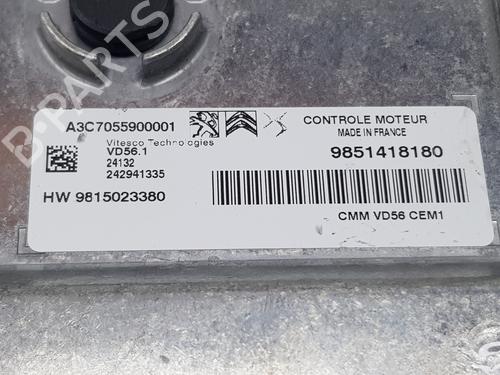 A3C7055900001
Vitesco Technologies
VD56.1
24132
242941335
HW 9815023380
CONTROLE MOTEUR
MADE IN FRANCE
9851418180
CMM VD56 CEM1
B-PARTS